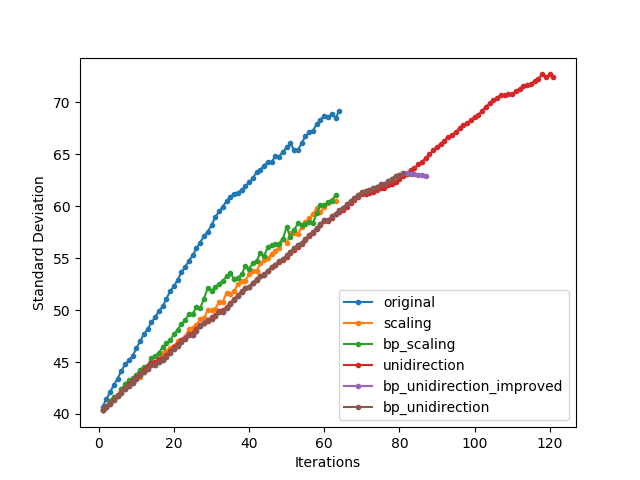 Standard Deviation
70
65
60
55
50
45
40
original
scaling
bp_scaling
unidirection
bp_unidirection_improved
bp_unidirection
0 20 40 60 80 100 120
Iterations